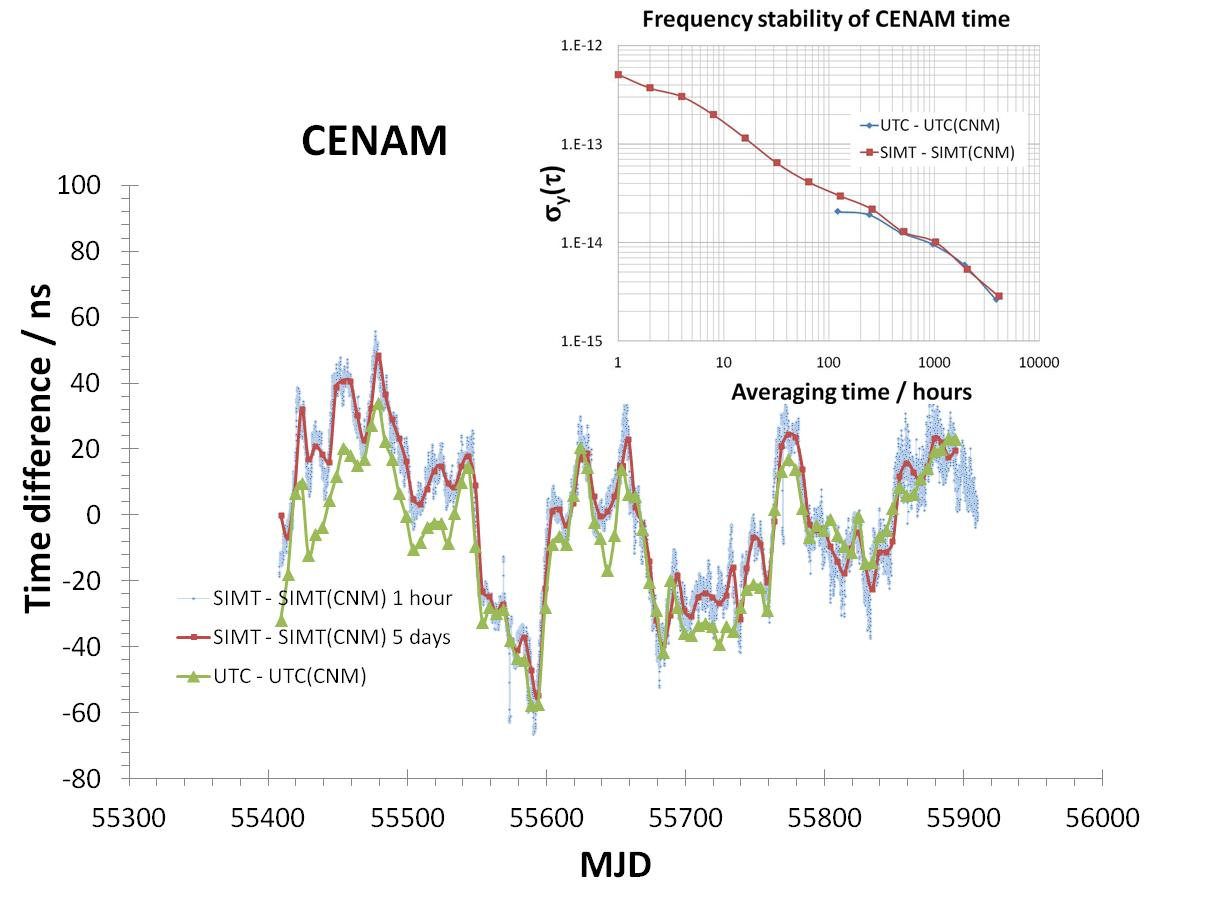 Frequency stability of CENAM time
1.E-12
1.E-13
1.E-14
1.E-15
σy(τ)
UTC - UTC(CNM)
SIMT - SIMT(CNM)
1 10 100 1000 10000
Averaging time / hours
CENAM
100
80
60
40
20
0
-20
-40
-60
-80
Time difference / ns
SIMT - SIMT(CNM) 1 hour
SIMT - SIMT(CNM) 5 days
UTC - UTC(CNM)
55300 55400 55500 55600 55700 55800 55900 56000
MJD